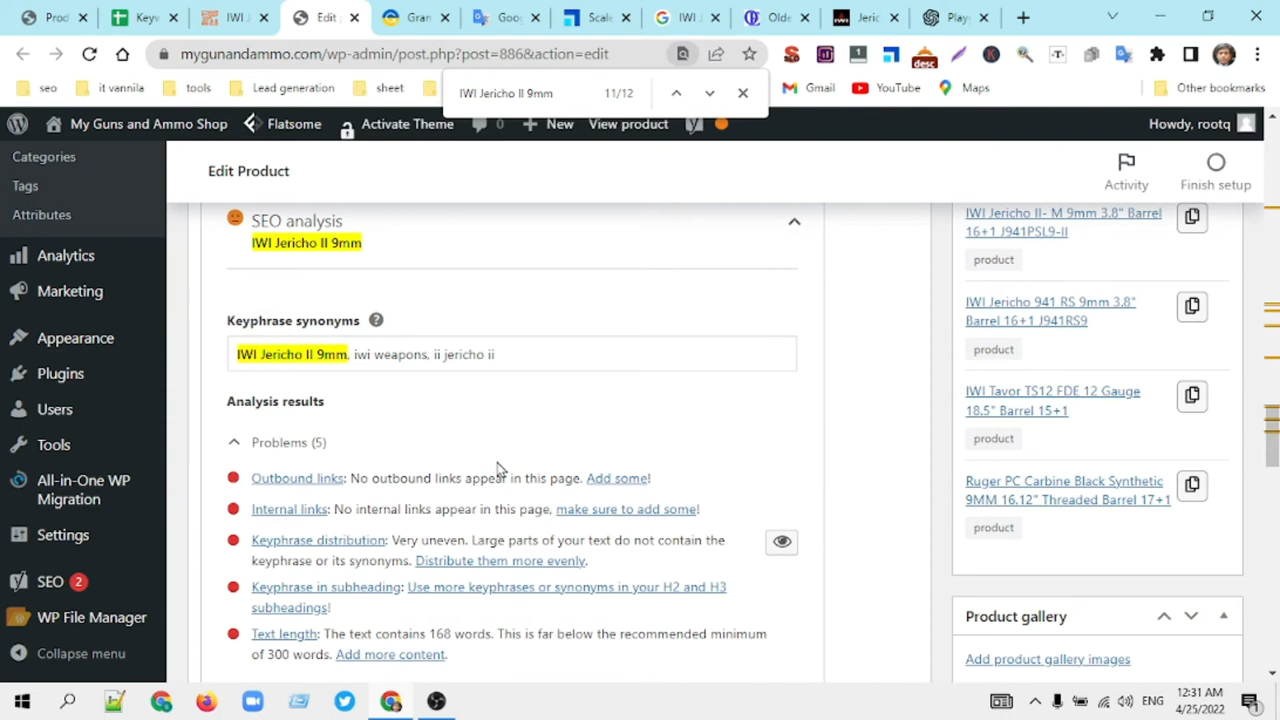 Prod
Keyw
IWI J
Edit
Gran
Goo
Scale
IWI J
Olde
Jeric
Play
mygunandammo.com/wp-admin/post.php?post=886&action=edit
seo
it vannila
tools
Lead generation
sheet
IWI Jericho II 9mm
11/12
Gmail
YouTube
Maps
Other bookmarks
My Guns and Ammo Shop
Flatsome
Activate Theme
0
New
View product
Howdy, rootq
Categories
Tags
Attributes
Analytics
Marketing
Appearance
Plugins
Users
Tools
All-in-One WP
Migration
Settings
SEO 2
WP File Manager
Collapse menu
Edit Product
Activity
Finish setup
SEO analysis
IWI Jericho II 9mm
Keyphrase synonyms
IWI Jericho II 9mm, iwi weapons, ii jericho ii
Analysis results
Problems (5)
Outbound links: No outbound links appear in this page. Add some!
Internal links: No internal links appear in this page, make sure to add some!
Keyphrase distribution: Very uneven. Large parts of your text do not contain the
keyphrase or its synonyms. Distribute them more evenly.
Keyphrase in subheading: Use more keyphrases or synonyms in your H2 and H3
subheadings!
Text length: The text contains 168 words. This is far below the recommended minimum
of 300 words. Add more content.
IWI Jericho II- M 9mm 3.8" Barrel
16+1 J941PSL9-II
product
IWI Jericho 941 RS 9mm 3.8"
Barrel 16+1 J941RS9
product
IWI Tavor TS12 FDE 12 Gauge
18.5" Barrel 15+1
product
Ruger PC Carbine Black Synthetic
9MM 16.12" Threaded Barrel 17+1
product
Product gallery
Add product gallery images
ENG
12:31 AM
4/25/2022